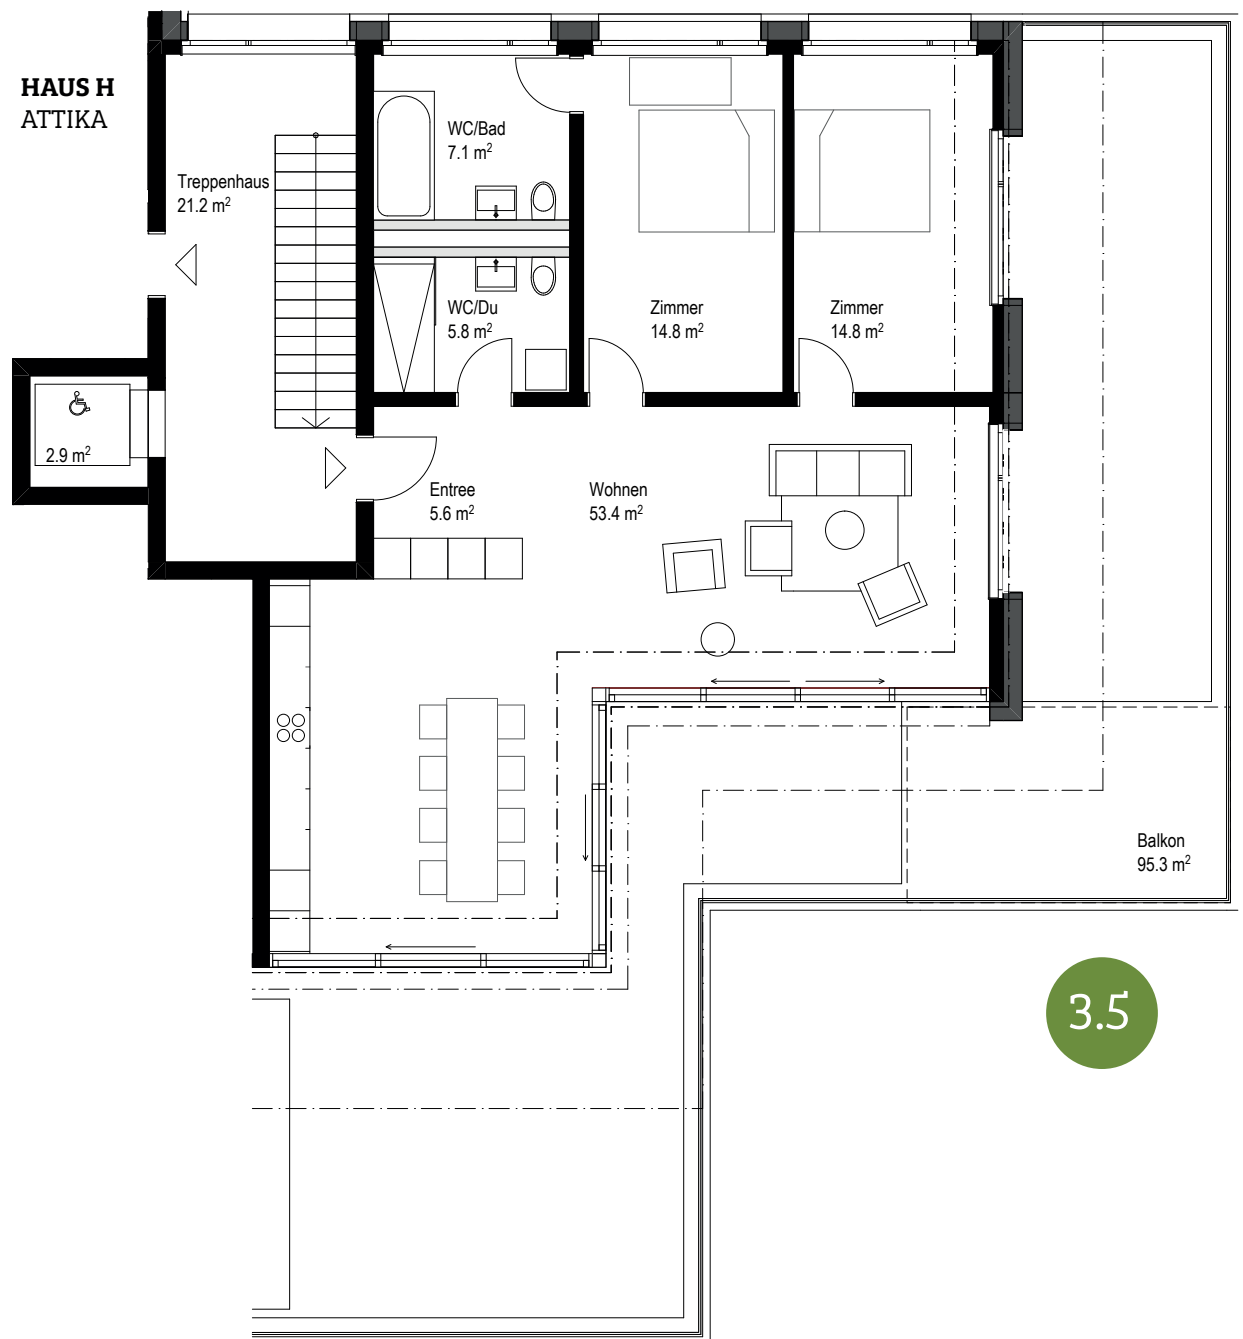 HAUS H
ATTIKA
WC/Bad
7.1 m²
Treppenhaus
21.2 m²
WC/Du
5.8 m²
Zimmer
14.8 m²
Zimmer
14.8 m²
2.9 m²
Entree
5.6 m²
Wohnen
53.4 m²
Balkon
95.3 m²
3.5